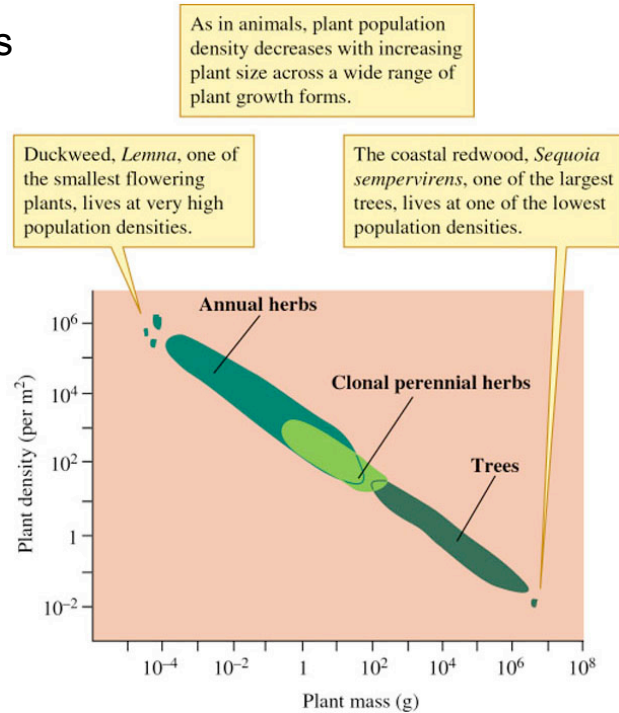 s
As in animals, plant population
density decreases with increasing
plant size across a wide range of
plant growth forms.
Duckweed, Lemna, one of
the smallest flowering
plants, lives at very high
population densities.
The coastal redwood, Sequoia
sempervirens, one of the largest
trees, lives at one of the lowest
population densities.
Annual herbs
Clonal perennial herbs
Trees
Plant density (per m²)
10⁶
10⁴
10²
1
10⁻²
10⁻⁴ 10⁻² 1 10² 10⁴ 10⁶ 10⁸
Plant mass (g)